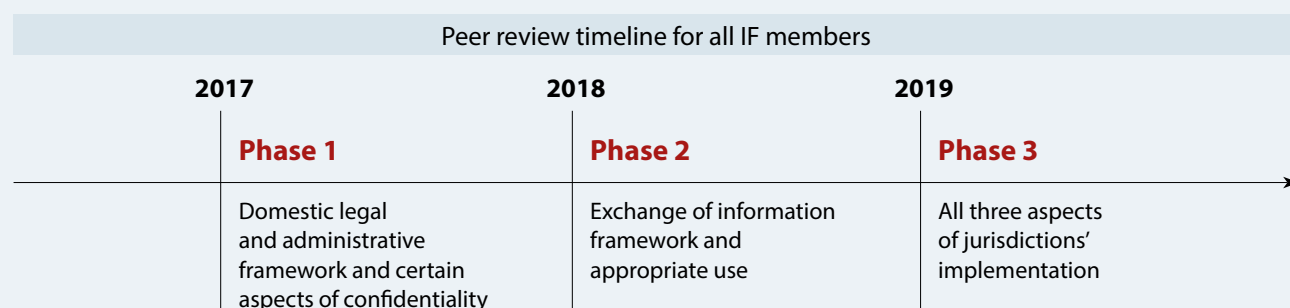 Peer review timeline for all IF members
2017
2018
2019
Phase 1
Phase 2
Phase 3
Domestic legal
and administrative
framework and certain
aspects of confidentiality
Exchange of information
framework and
appropriate use
All three aspects
of jurisdictions’
implementation